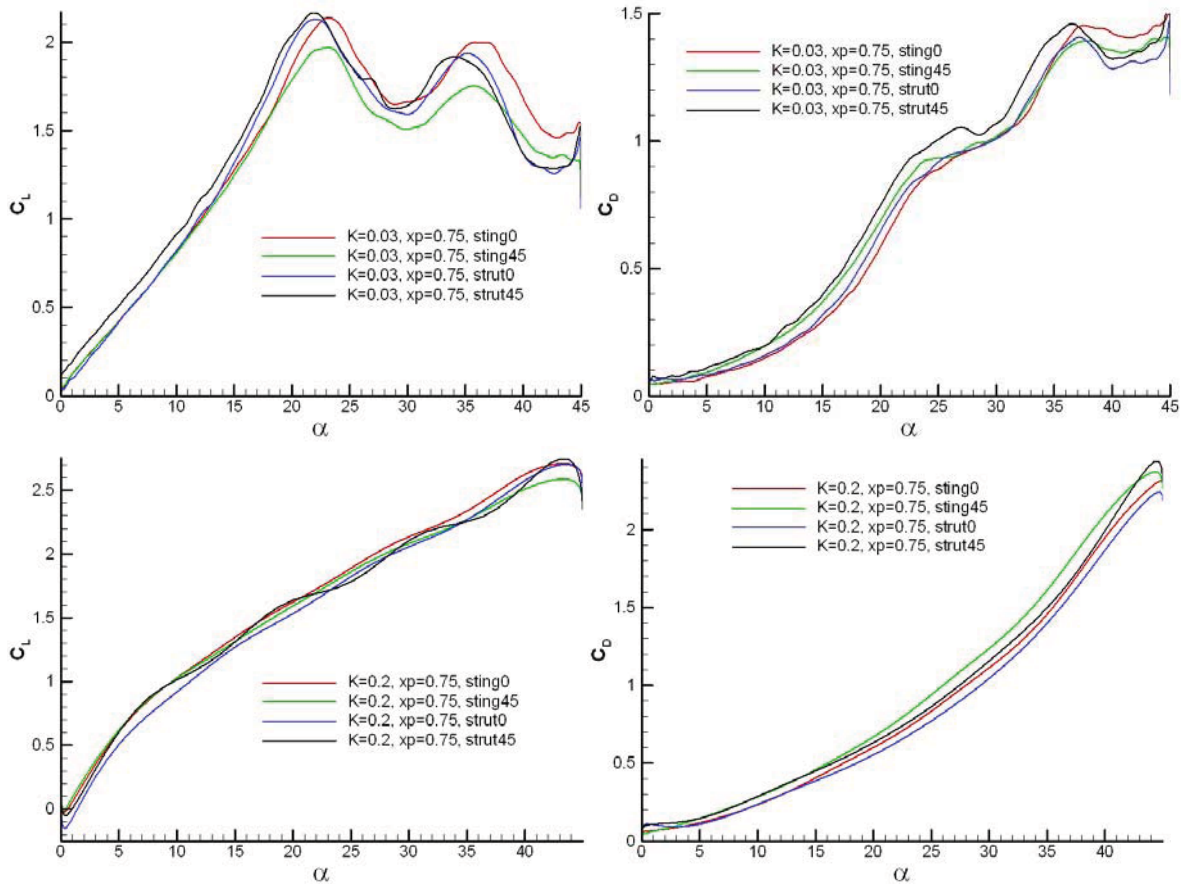 2
1.5
1
0.5
0
C_L
0 5 10 15 20 25 30 35 40 45
α
K=0.03, xp=0.75, sting0
K=0.03, xp=0.75, sting45
K=0.03, xp=0.75, strut0
K=0.03, xp=0.75, strut45
1.5
1
0.5
0
C_D
0 5 10 15 20 25 30 35 40 45
α
K=0.03, xp=0.75, sting0
K=0.03, xp=0.75, sting45
K=0.03, xp=0.75, strut0
K=0.03, xp=0.75, strut45
2.5
2
1.5
1
0.5
0
C_L
0 5 10 15 20 25 30 35 40
α
K=0.2, xp=0.75, sting0
K=0.2, xp=0.75, sting45
K=0.2, xp=0.75, strut0
K=0.2, xp=0.75, strut45
2
1.5
1
0.5
0
C_D
0 5 10 15 20 25 30 35 40
α
K=0.2, xp=0.75, sting0
K=0.2, xp=0.75, sting45
K=0.2, xp=0.75, strut0
K=0.2, xp=0.75, strut45